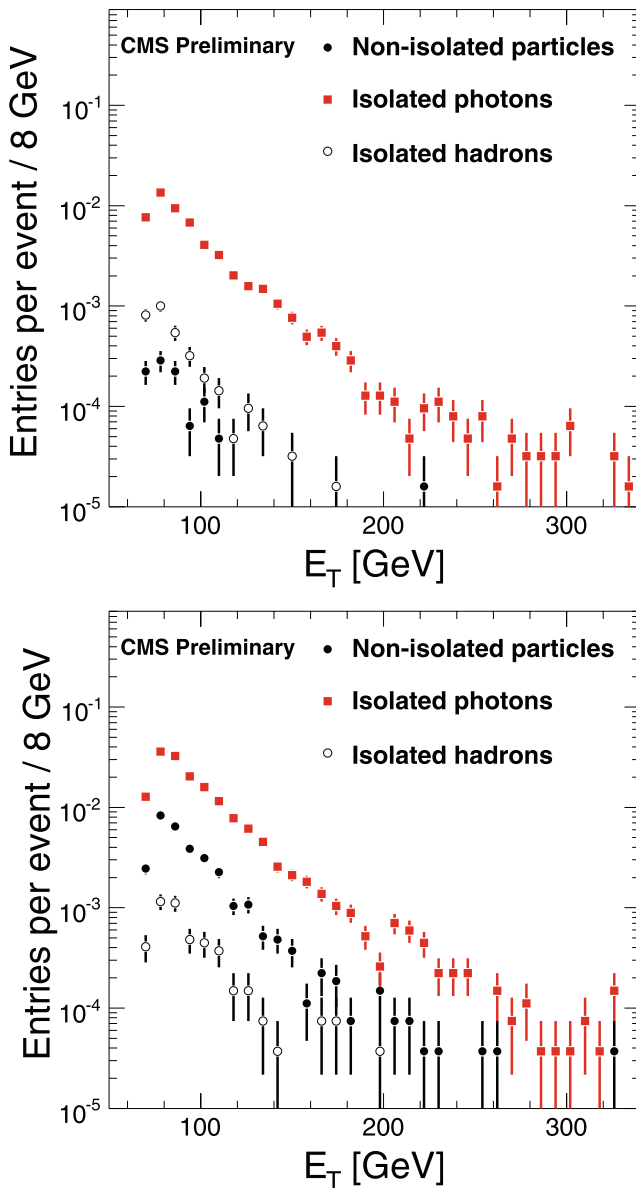 CMS Preliminary
Non-isolated particles
Isolated photons
Isolated hadrons
Entries per event / 8 GeV
10^-1
10^-2
10^-3
10^-4
10^-5
100 200 300
E_T [GeV]
CMS Preliminary
Non-isolated particles
Isolated photons
Isolated hadrons
Entries per event / 8 GeV
10^-1
10^-2
10^-3
10^-4
10^-5
100 200 300
E_T [GeV]